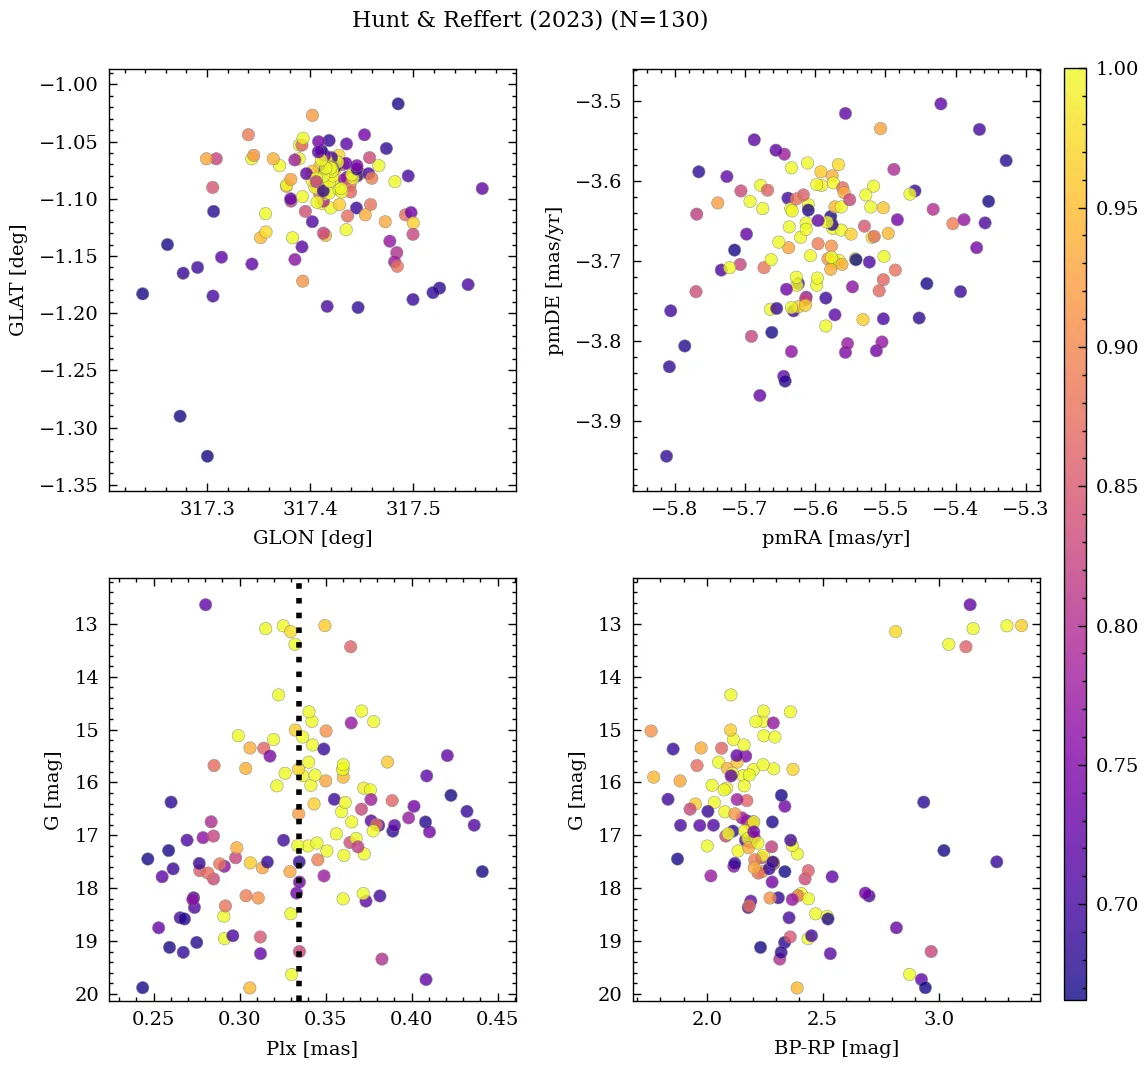 Hunt & Reffert (2023) (N=130)
−1.00
−1.05
−1.10
−1.15
−1.20
−1.25
−1.30
−1.35
GLAT [deg]
317.3 317.4 317.5
GLON [deg]
−3.5
−3.6
−3.7
−3.8
−3.9
pmDE [mas/yr]
−5.8 −5.7 −5.6 −5.5 −5.4 −5.3
pmRA [mas/yr]
13
14
15
16
17
18
19
20
G [mag]
0.25 0.30 0.35 0.40 0.45
Plx [mas]
13
14
15
16
17
18
19
20
G [mag]
2.0 2.5 3.0
BP-RP [mag]
1.00
0.95
0.90
0.85
0.80
0.75
0.70